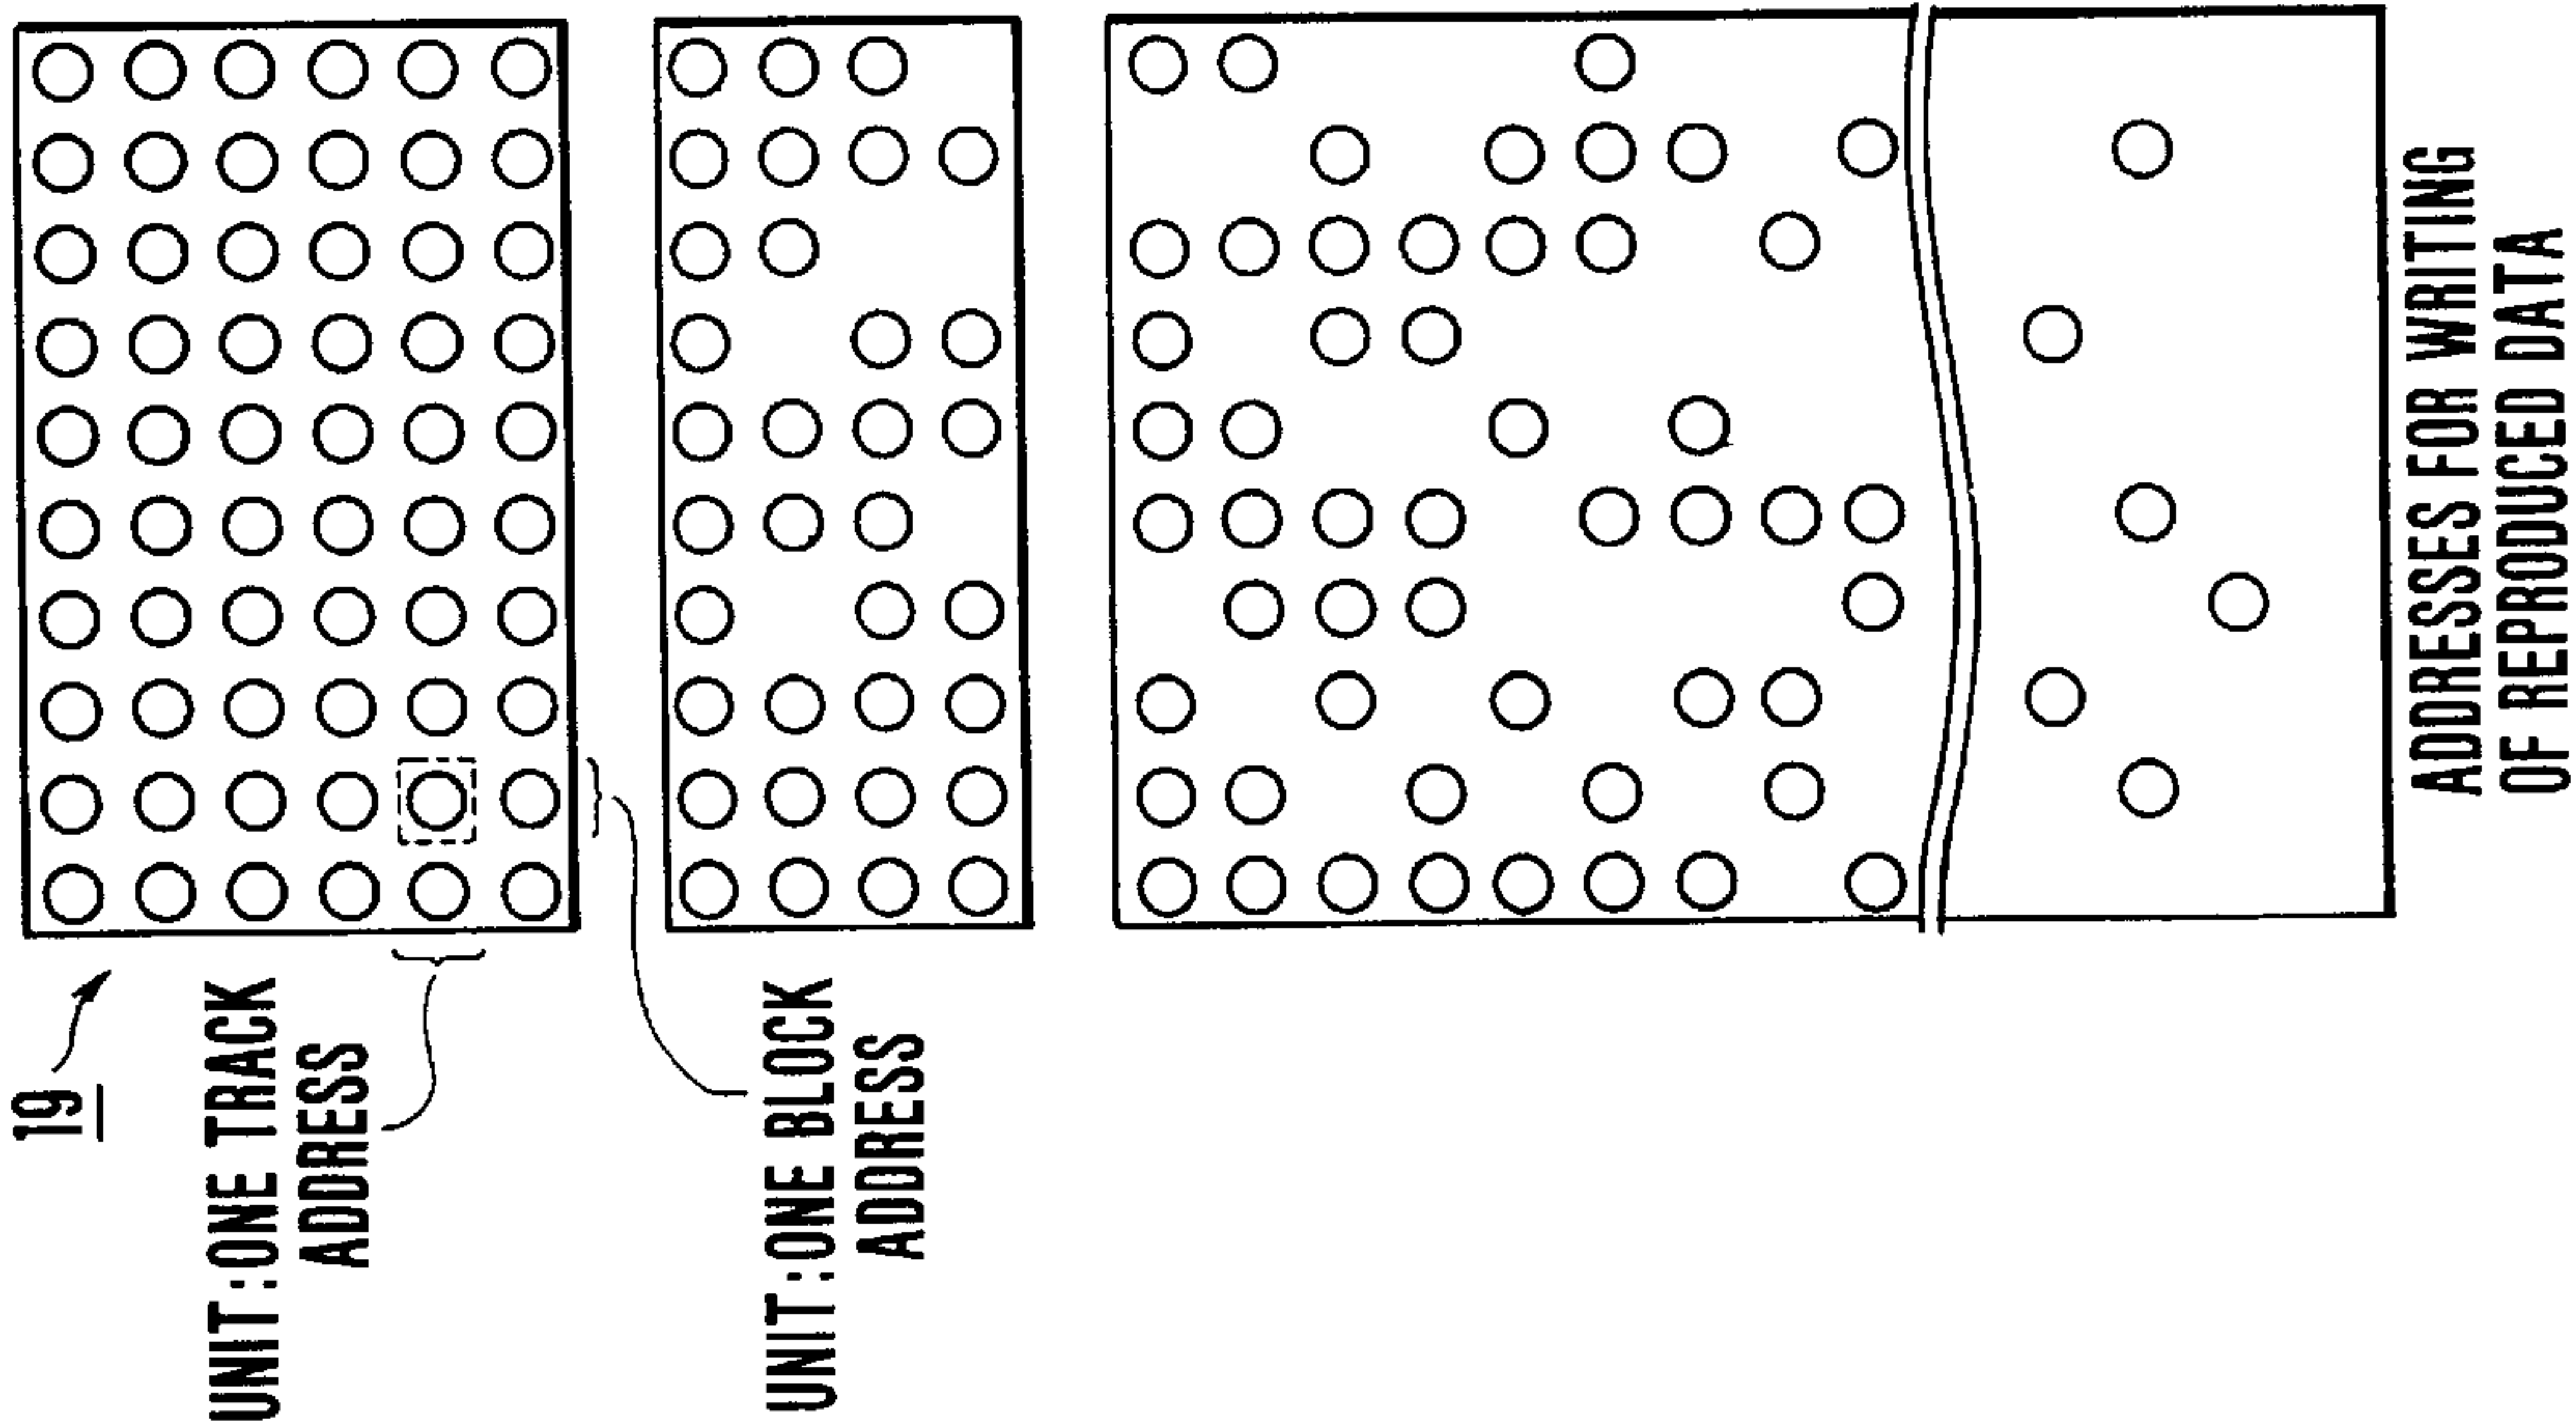 19
UNIT:ONE TRACK
ADDRESS
UNIT:ONE BLOCK
ADDRESS
ADDRESSES FOR WRITING
OF REPRODUCED DATA